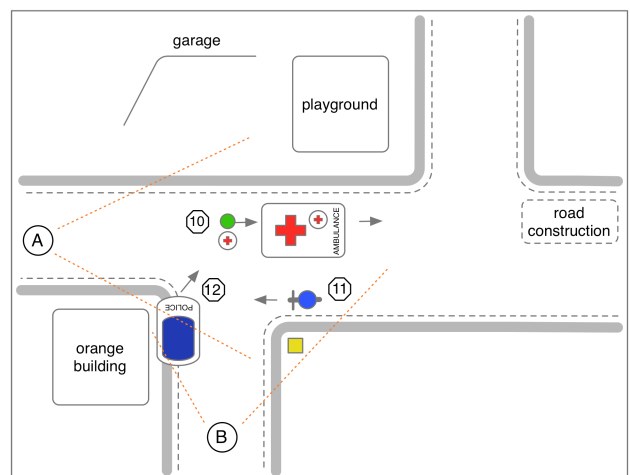 garage
playground
10
A
AMBULANCE
road
construction
12
11
POLICE
orange
building
B